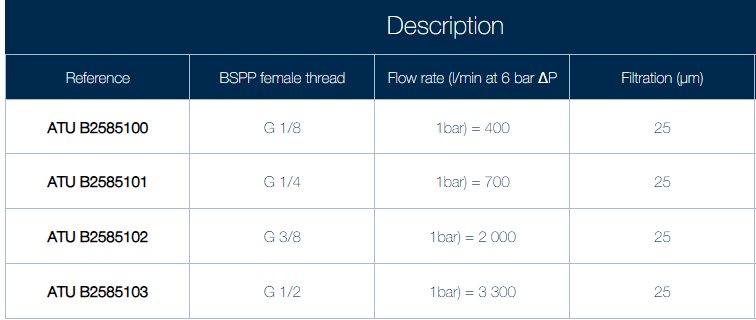 Description
Reference BSPP female thread Flow rate (l/min at 6 bar ΔP Filtration (µm)
ATU B2585100 G 1/8 1bar) = 400 25
ATU B2585101 G 1/4 1bar) = 700 25
ATU B2585102 G 3/8 1bar) = 2 000 25
ATU B2585103 G 1/2 1bar) = 3 300 25